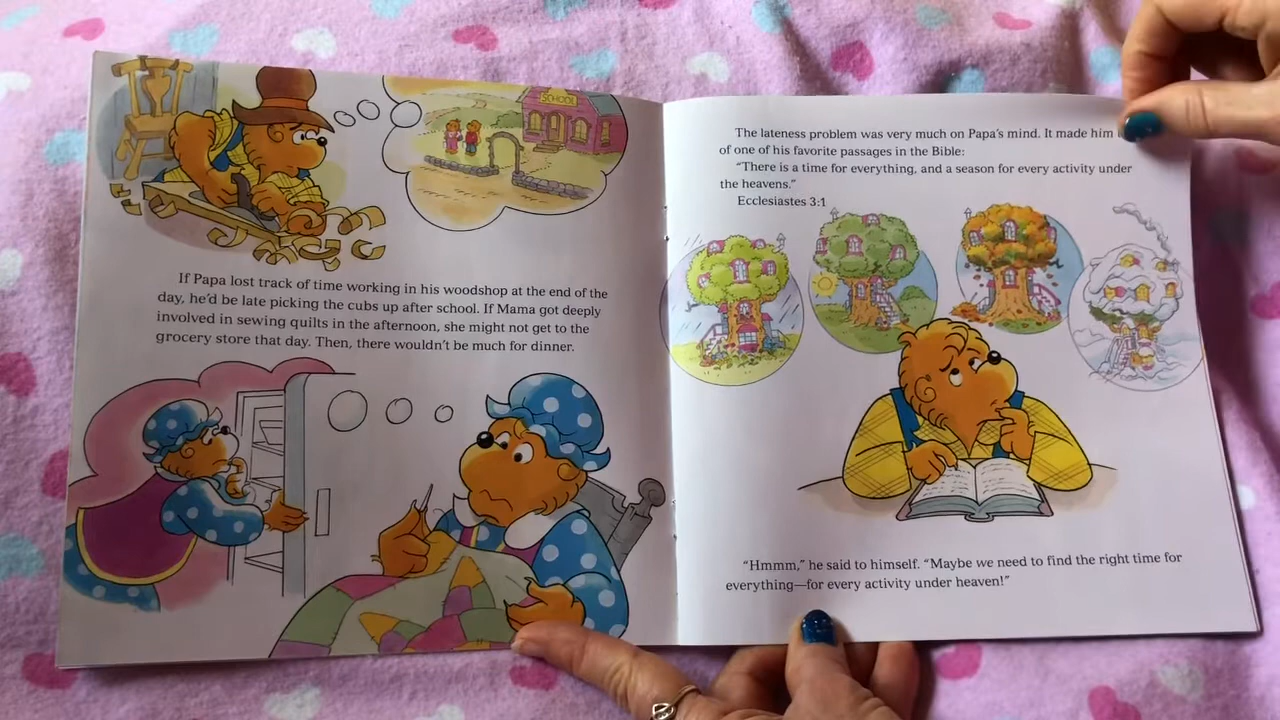 SCHOOL
If Papa lost track of time working in his woodshop at the end of the
day, he'd be late picking the cubs up after school. If Mama got deeply
involved in sewing quilts in the afternoon, she might not get to the
grocery store that day. Then, there wouldn't be much for dinner.
The lateness problem was very much on Papa's mind. It made him
of one of his favorite passages in the Bible:
"There is a time for everything, and a season for every activity under
the heavens."
Ecclesiastes 3:1
"Hmmm," he said to himself. "Maybe we need to find the right time for
everything—for every activity under heaven!"